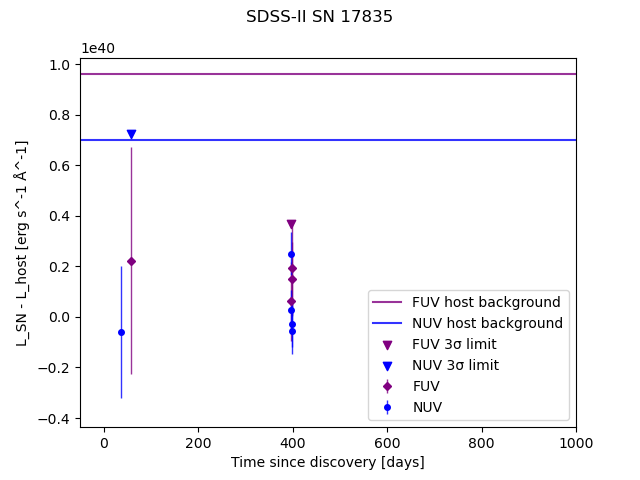 SDSS-II SN 17835
1e40
1.0
0.8
0.6
0.4
0.2
0.0
−0.2
−0.4
L_SN - L_host [erg s^-1 Å^-1]
FUV host background
NUV host background
FUV 3σ limit
NUV 3σ limit
FUV
NUV
0 200 400 600 800 1000
Time since discovery [days]